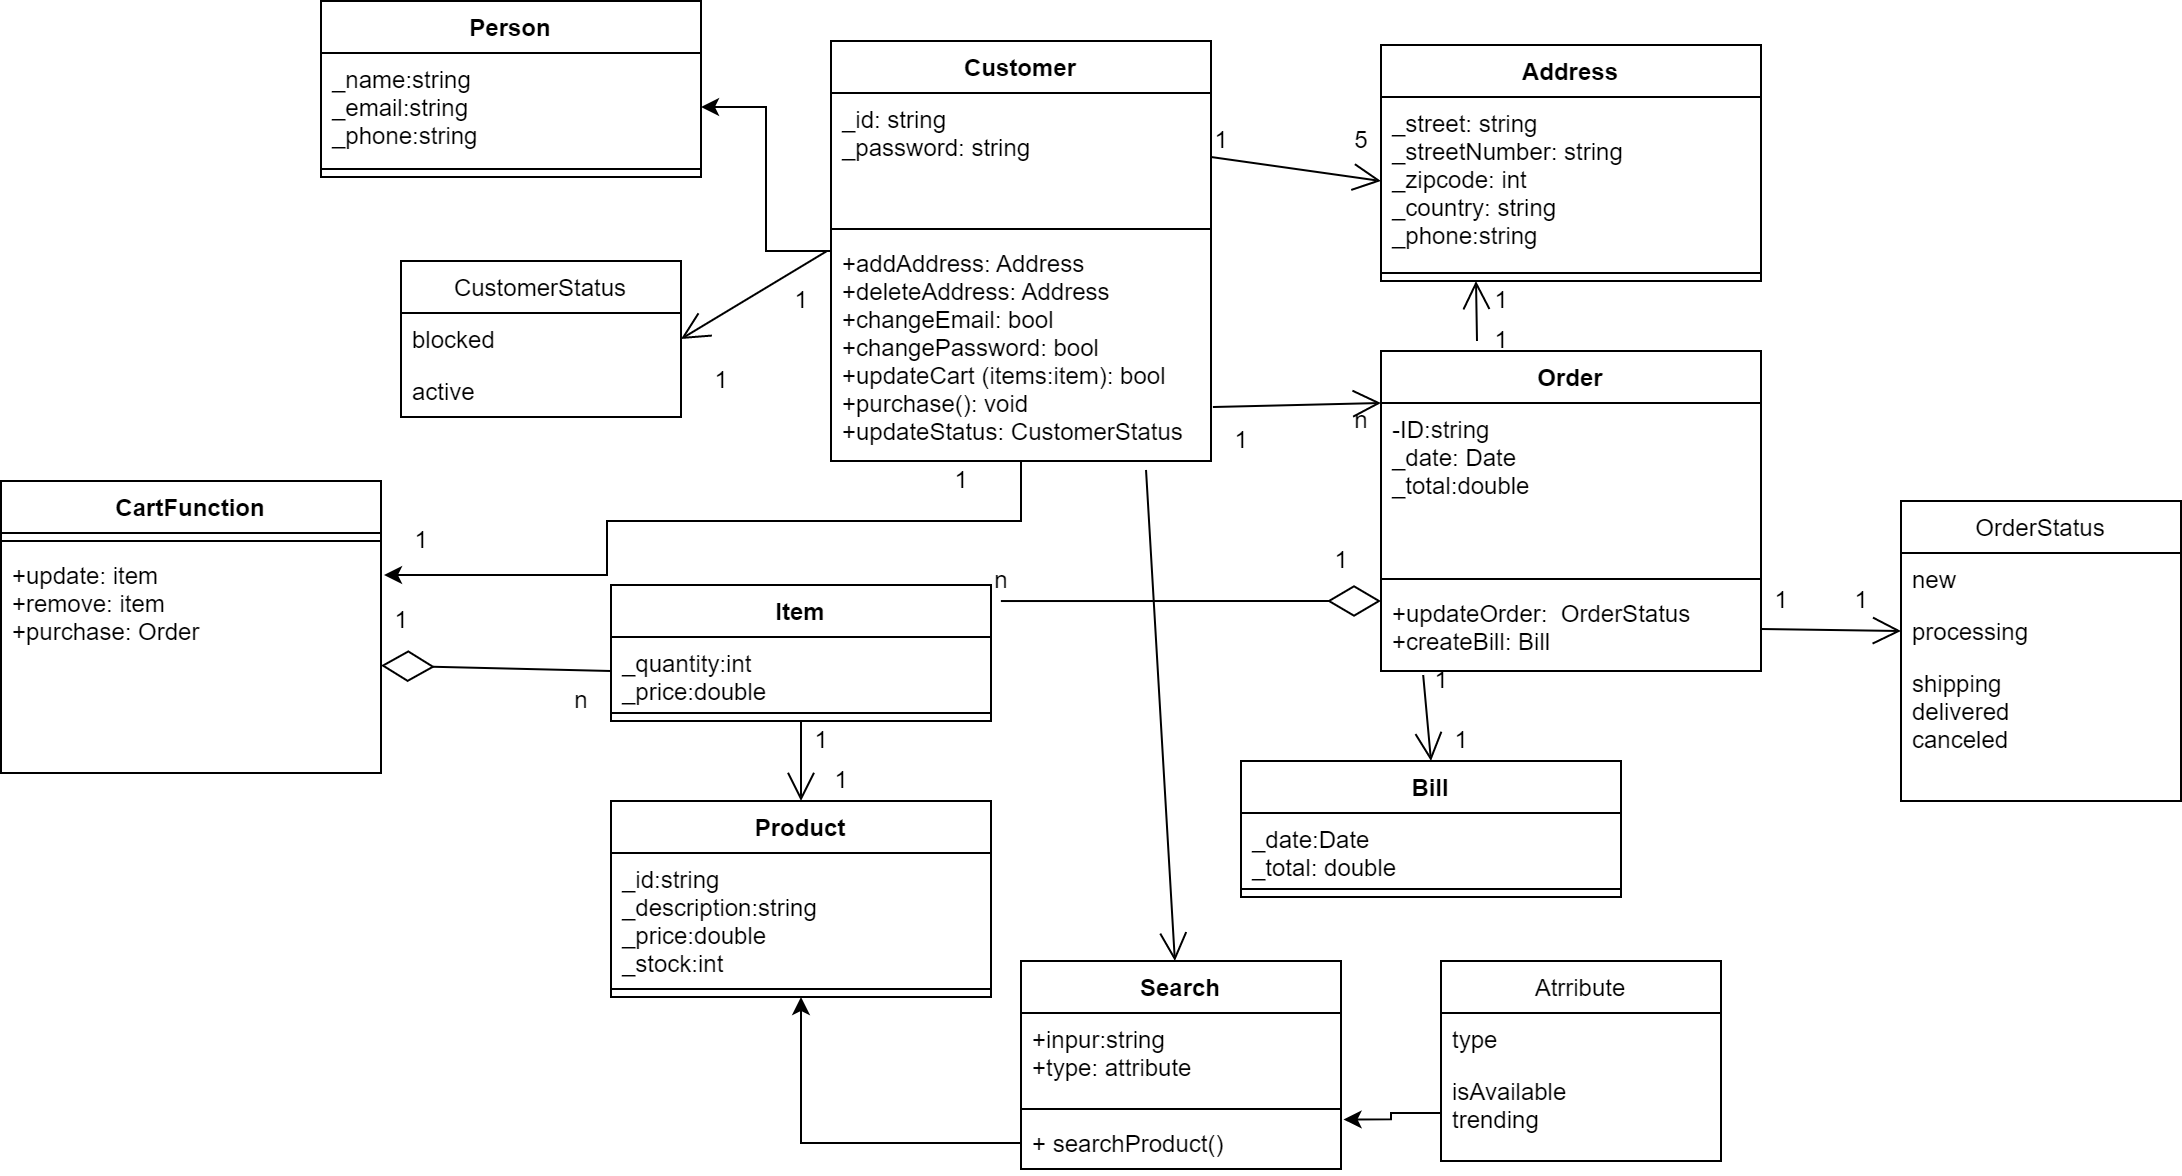 Person
_name:string
_email:string
_phone:string
Customer
_id: string
_password: string
+addAddress: Address
+deleteAddress: Address
+changeEmail: bool
+changePassword: bool
+updateCart (items:item): bool
+purchase(): void
+updateStatus: CustomerStatus
1
5
Address
_street: string
_streetNumber: string
_zipcode: int
_country: string
_phone:string
CustomerStatus
blocked
active
1
1
1
1
Order
-ID:string
_date: Date
_total:double
+updateOrder:  OrderStatus
+createBill: Bill
1
n
1
1
CartFunction
+update: item
+remove: item
+purchase: Order
1
n
Item
_quantity:int
_price:double
n
1
1
1
OrderStatus
new
processing
shipping
delivered
canceled
1
1
Product
_id:string
_description:string
_price:double
_stock:int
1
1
Bill
_date:Date
_total: double
Search
+inpur:string
+type: attribute
+ searchProduct()
Atrribute
type
isAvailable
trending